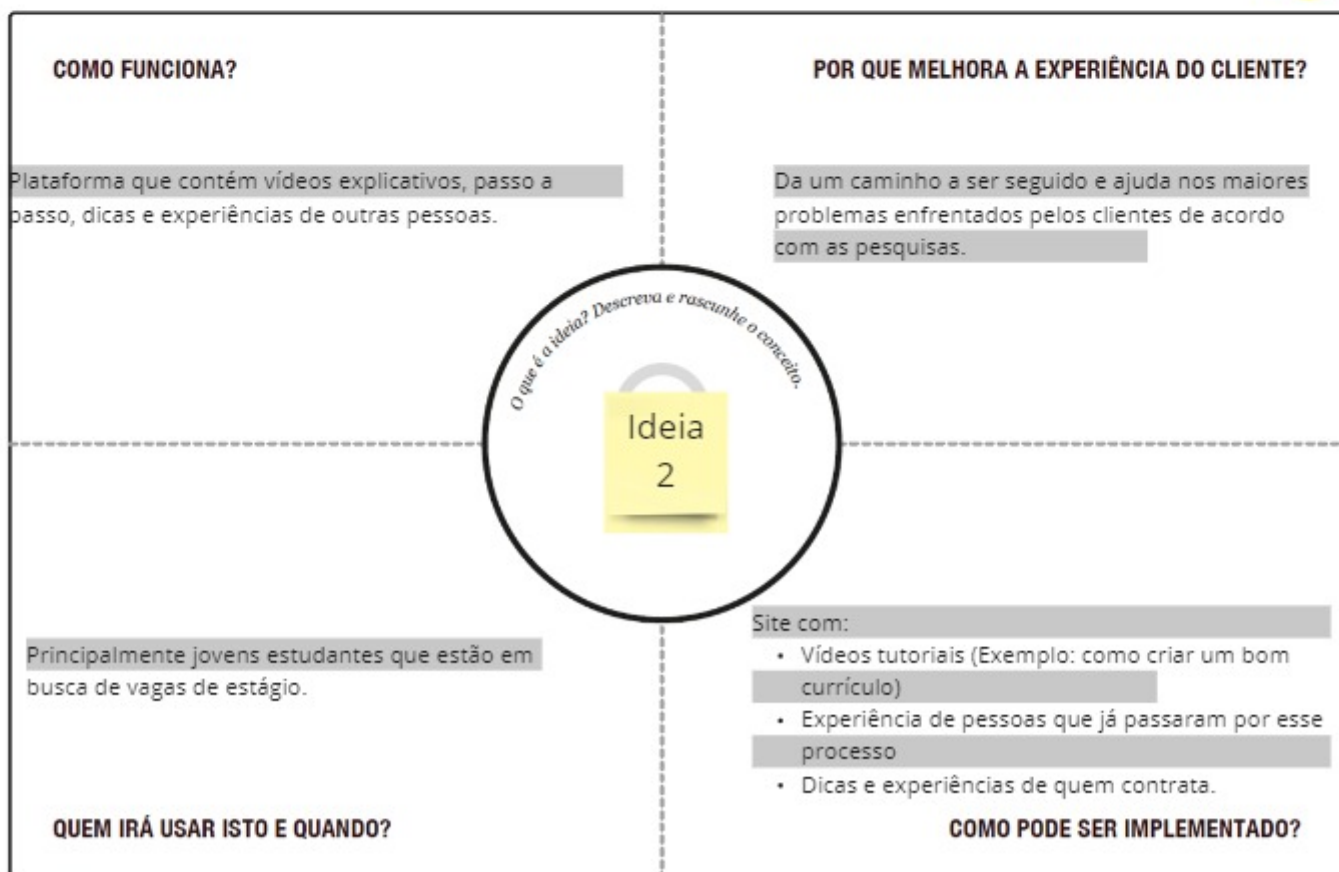 COMO FUNCIONA?
Plataforma que contém vídeos explicativos, passo a
passo, dicas e experiências de outras pessoas.
POR QUE MELHORA A EXPERIÊNCIA DO CLIENTE?
Da um caminho a ser seguido e ajuda nos maiores
problemas enfrentados pelos clientes de acordo
com as pesquisas.
O que é a ideia? Descreva e rascunhe o conceito.
Ideia
2
Principalmente jovens estudantes que estão em
busca de vagas de estágio.
QUEM IRÁ USAR ISTO E QUANDO?
Site com:
• Vídeos tutoriais (Exemplo: como criar um bom
currículo)
• Experiência de pessoas que já passaram por esse
processo
• Dicas e experiências de quem contrata.
COMO PODE SER IMPLEMENTADO?